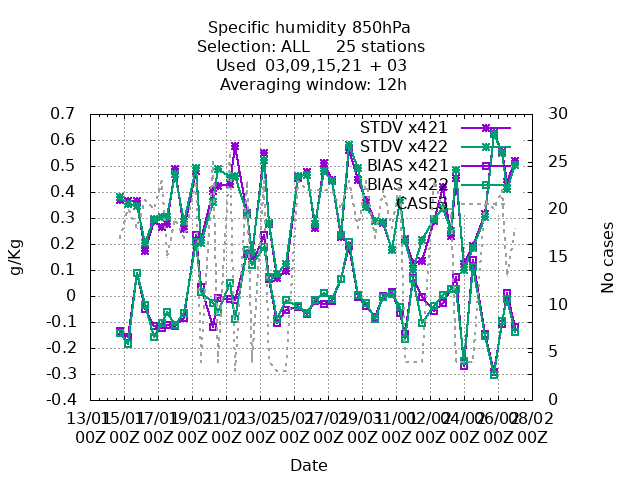 Specific humidity 850hPa
Selection: ALL 25 stations
Used 03,09,15,21 + 03
Averaging window: 12h
0.7
0.6
0.5
0.4
0.3
0.2
0.1
0
-0.1
-0.2
-0.3
-0.4
g/Kg
30
25
20
15
10
5
0
No cases
STDV x421
STDV x422
BIAS x421
BIAS x422
CASES
13/01 15/01 17/01 19/01 21/01 23/01 25/01 27/01 29/01 31/01 02/02 04/02 06/02 08/02
00Z 00Z 00Z 00Z 00Z 00Z 00Z 00Z 00Z 00Z 00Z 00Z 00Z 00Z
Date